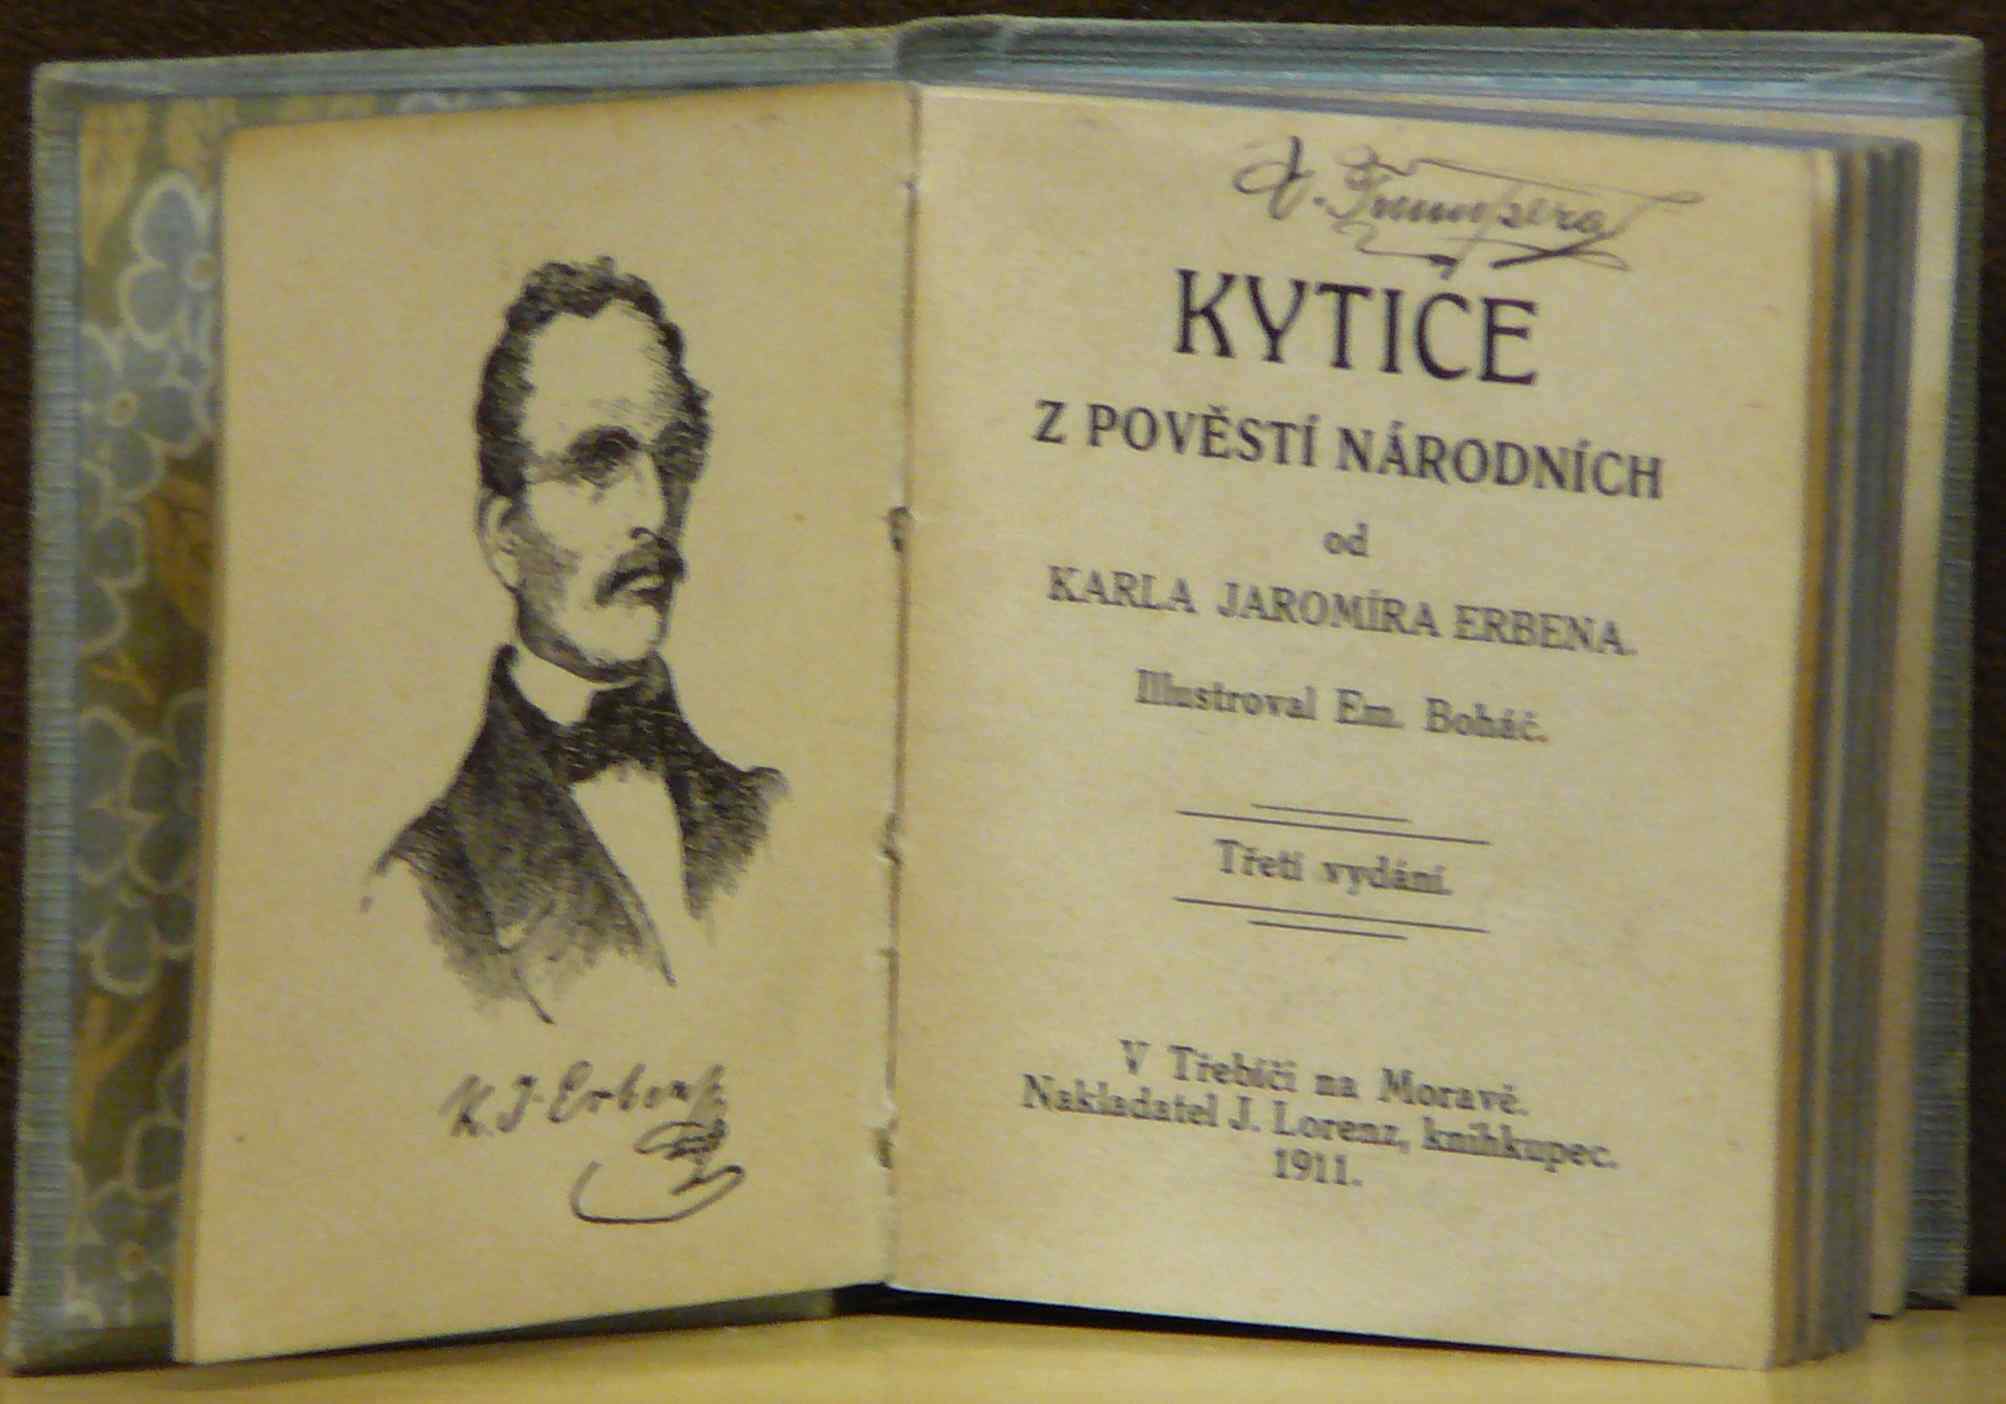 K. J. Erben
KYTICE
Z POVĚSTÍ NÁRODNÍCH
od
KARLA JAROMÍRA ERBENA.
Illustroval Em. Boháč.
Třetí vydání.
V Třebíči na Moravě.
Nakladatel J. Lorenz, knihkupec.
1911.